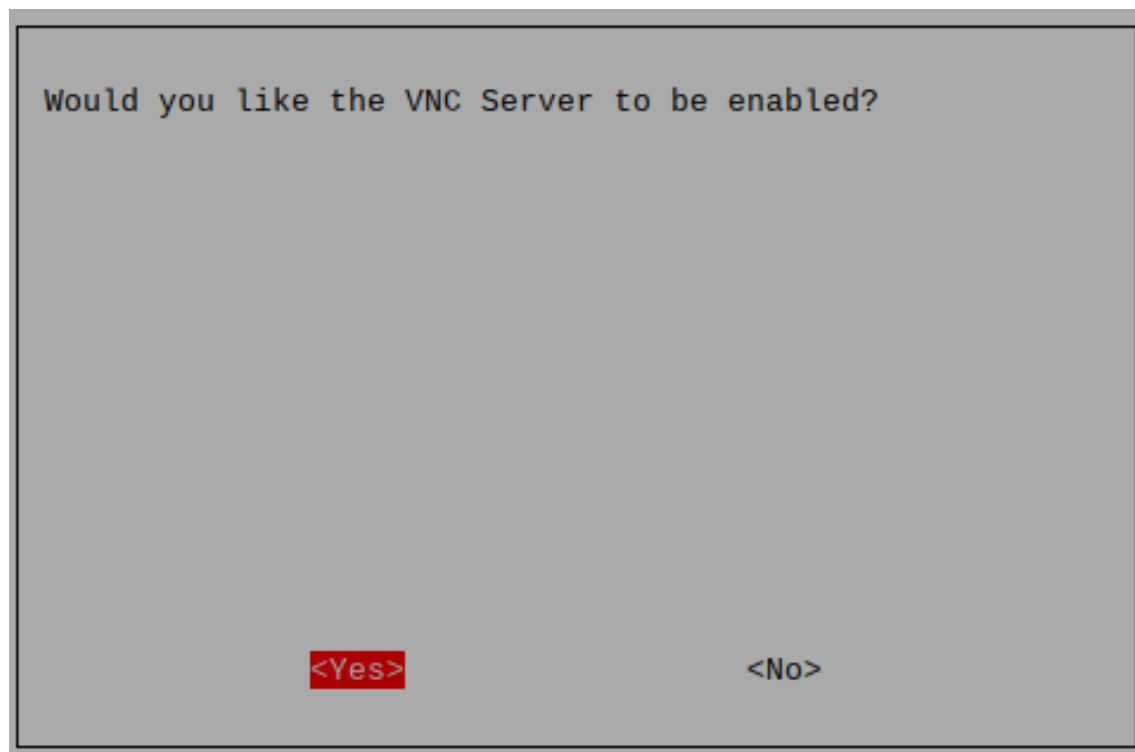 Would you like the VNC Server to be enabled?
<Yes> <No>